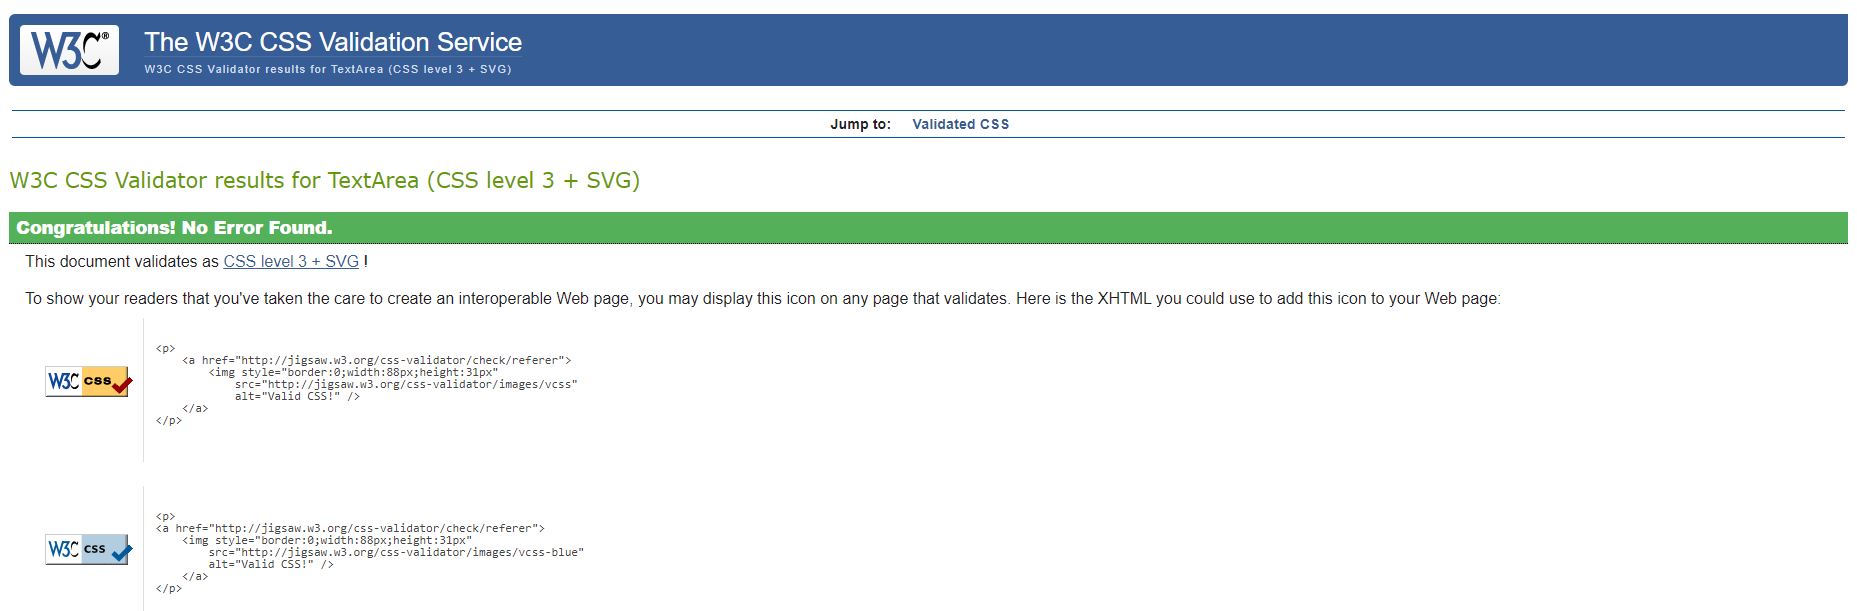 W3C®
The W3C CSS Validation Service
W3C CSS Validator results for TextArea (CSS level 3 + SVG)
Jump to: Validated CSS
W3C CSS Validator results for TextArea (CSS level 3 + SVG)
Congratulations! No Error Found.
This document validates as CSS level 3 + SVG !
To show your readers that you've taken the care to create an interoperable Web page, you may display this icon on any page that validates. Here is the XHTML you could use to add this icon to your Web page:
W3C css
<p>
    <a href="http://jigsaw.w3.org/css-validator/check/referer">
        <img style="border:0;width:88px;height:31px"
            src="http://jigsaw.w3.org/css-validator/images/vcss"
            alt="Valid CSS!" />
    </a>
</p>
W3C css
<p>
<a href="http://jigsaw.w3.org/css-validator/check/referer">
    <img style="border:0;width:88px;height:31px"
        src="http://jigsaw.w3.org/css-validator/images/vcss-blue"
        alt="Valid CSS!" />
    </a>
</p>